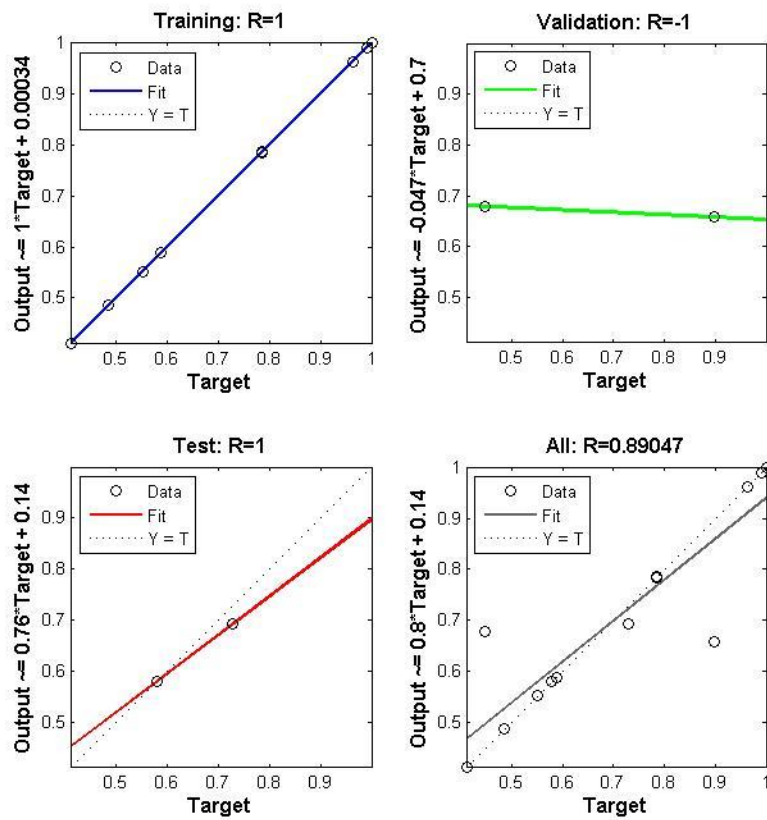 Training: R=1
Output ~= 1*Target + 0.00034
1
0.9
0.8
0.7
0.6
0.5
Data
Fit
Y = T
0.5 0.6 0.7 0.8 0.9 1
Target
Validation: R=-1
Output ~= -0.047*Target + 0.7
1
0.9
0.8
0.7
0.6
0.5
Data
Fit
Y = T
0.5 0.6 0.7 0.8 0.9 1
Target
Test: R=1
Output ~= 0.76*Target + 0.14
1
0.9
0.8
0.7
0.6
0.5
Data
Fit
Y = T
0.5 0.6 0.7 0.8 0.9 1
Target
All: R=0.89047
Output ~= 0.8*Target + 0.14
1
0.9
0.8
0.7
0.6
0.5
Data
Fit
Y = T
0.5 0.6 0.7 0.8 0.9 1
Target